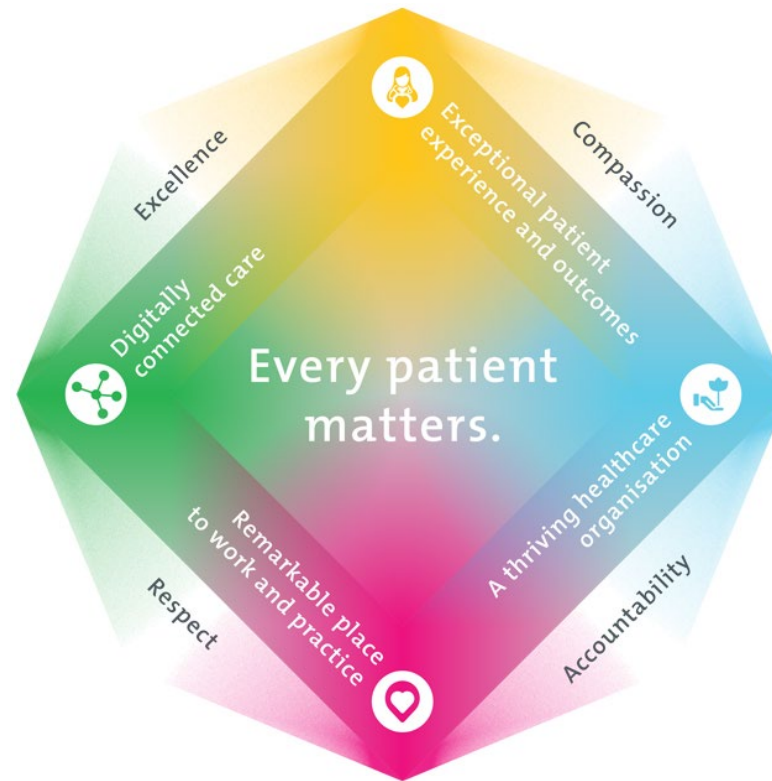 Excellence
Compassion
Exceptional patient
experience and outcomes
Digitally
connected care
Every patient
matters.
Remarkable place
to work and practice
A thriving healthcare
organisation
Respect
Accountability